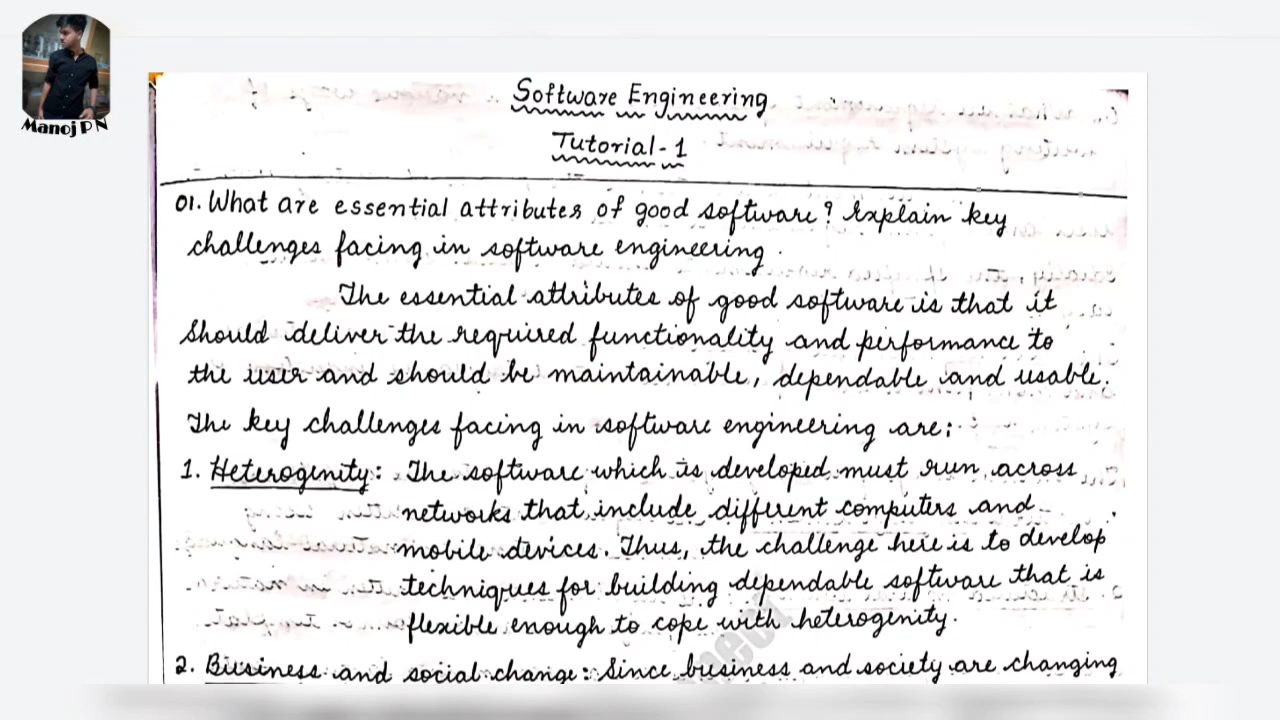 Manoj P N
Software Engineering
Tutorial-1
01. What are essential attributes of good software? Explain key
challenges facing in software engineering.
The essential attributes of good software is that it
should deliver the required functionality and performance to
the user and should be maintainable, dependable and usable.
The key challenges facing in software engineering are:
1. Heterogenity: The software which is developed must run across
networks that include different computers and
mobile devices. Thus, the challenge here is to develop
techniques for building dependable software that is
flexible enough to cope with heterogenity.
2. Business and social change: Since business and society are changing